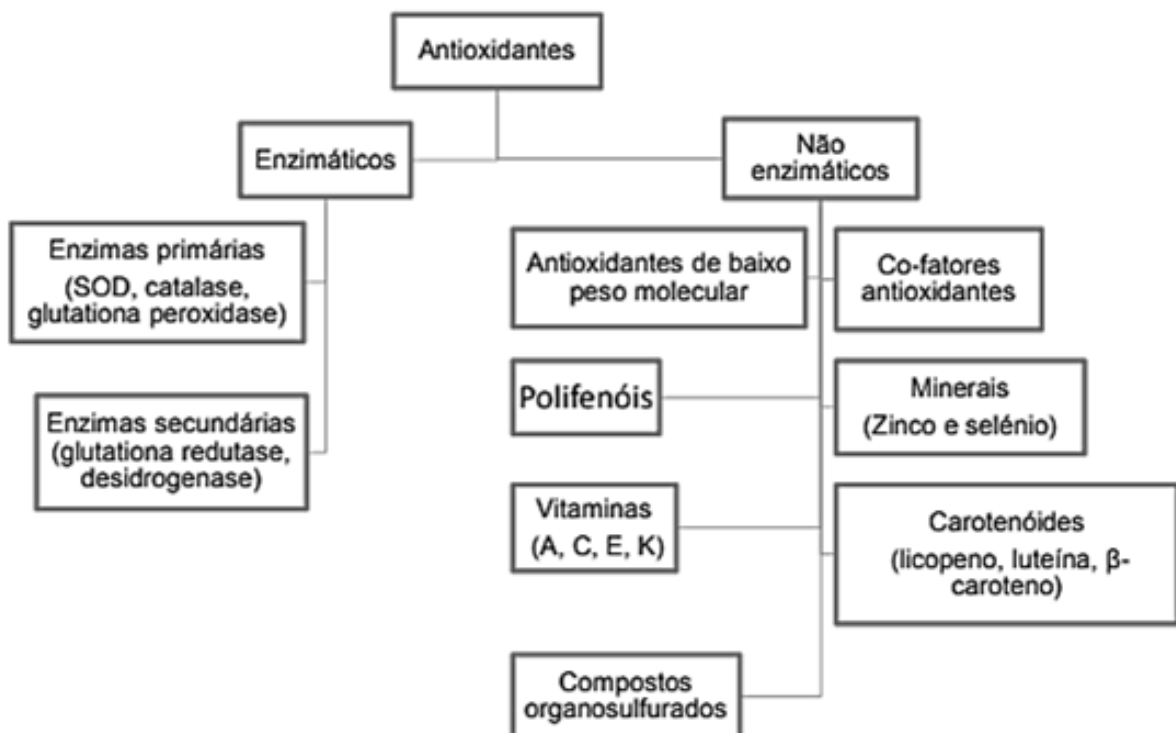 Antioxidantes
Enzimáticos
Não
enzimáticos
Enzimas primárias
(SOD, catalase,
glutationa peroxidase)
Enzimas secundárias
(glutationa redutase,
desidrogenase)
Antioxidantes de baixo
peso molecular
Co-fatores
antioxidantes
Polifenóis
Minerais
(Zinco e selénio)
Vitaminas
(A, C, E, K)
Carotenóides
(licopeno, luteína, β-
caroteno)
Compostos
organosulfurados